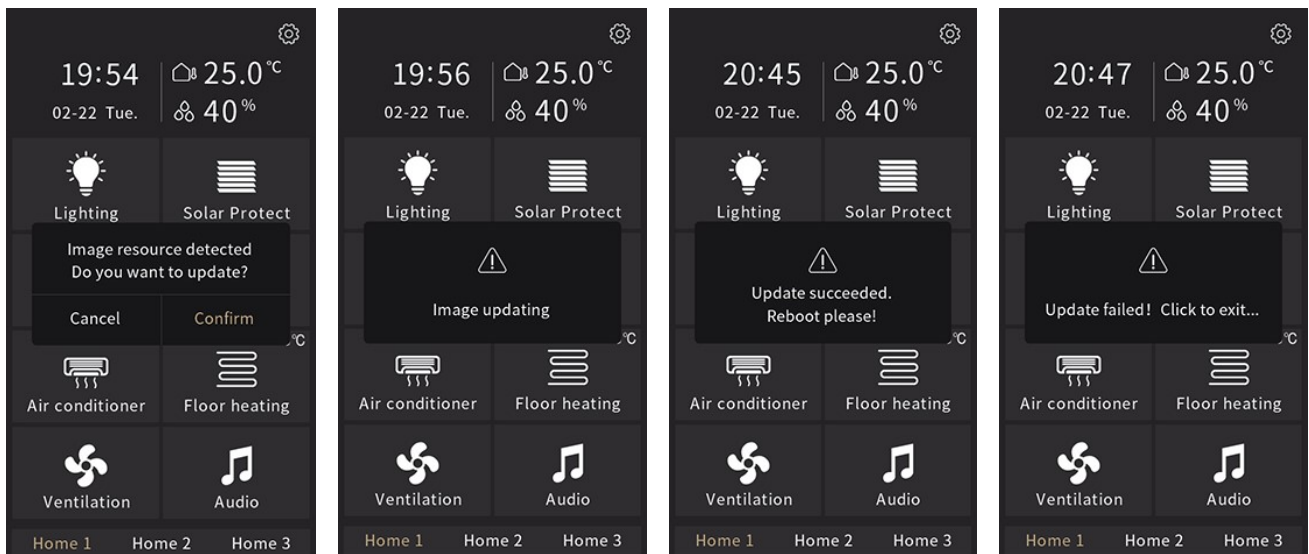 19:54
25.0℃
02-22 Tue.
40%
Lighting
Solar Protect
Image resource detected
Do you want to update?
Cancel
Confirm
℃
Air conditioner
Floor heating
Ventilation
Audio
Home 1
Home 2
Home 3
19:56
25.0℃
02-22 Tue.
40%
Lighting
Solar Protect
Image updating
℃
Air conditioner
Floor heating
Ventilation
Audio
Home 1
Home 2
Home 3
20:45
25.0℃
02-22 Tue.
40%
Lighting
Solar Protect
Update succeeded.
Reboot please!
℃
Air conditioner
Floor heating
Ventilation
Audio
Home 1
Home 2
Home 3
20:47
25.0℃
02-22 Tue.
40%
Lighting
Solar Protect
Update failed! Click to exit...
℃
Air conditioner
Floor heating
Ventilation
Audio
Home 1
Home 2
Home 3